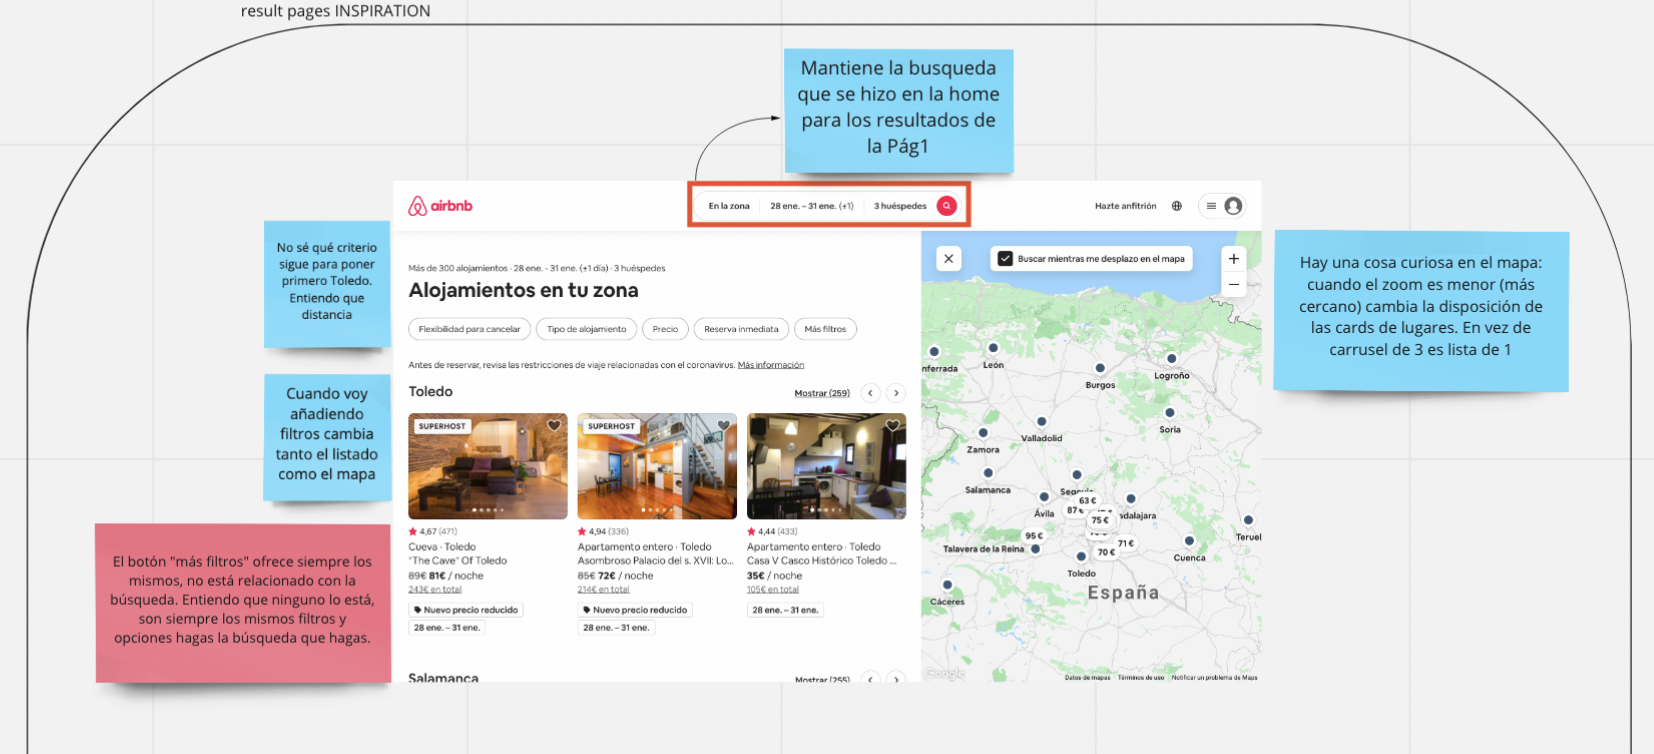 result pages INSPIRATION
Mantiene la busqueda
que se hizo en la home
para los resultados de
la Pág1
airbnb
En la zona
28 ene. – 31 ene. (±1)
3 huéspedes
Hazte anfitrión
No sé qué criterio
sigue para poner
primero Toledo.
Entiendo que
distancia
Cuando voy
añadiendo
filtros cambia
tanto el listado
como el mapa
El botón "más filtros" ofrece siempre los
mismos, no está relacionado con la
búsqueda. Entiendo que ninguno lo está,
son siempre los mismos filtros y
opciones hagas la búsqueda que hagas.
Más de 300 alojamientos · 28 ene. - 31 ene. (±1 día) · 3 huéspedes
Alojamientos en tu zona
Flexibilidad para cancelar
Tipo de alojamiento
Precio
Reserva inmediata
Más filtros
Antes de reservar, revisa las restricciones de viaje relacionadas con el coronavirus. Más información
Toledo
Mostrar (259)
SUPERHOST
SUPERHOST
4,67 (471)
Cueva · Toledo
"The Cave" Of Toledo
89€ 81€ / noche
243€ en total
Nuevo precio reducido
28 ene. – 31 ene.
4,94 (336)
Apartamento entero · Toledo
Asombroso Palacio del s. XVII: Lo...
85€ 72€ / noche
214€ en total
Nuevo precio reducido
28 ene. – 31 ene.
4,44 (433)
Apartamento entero · Toledo
Casa V Casco Histórico Toledo ...
35€ / noche
105€ en total
28 ene. – 31 ene.
Salamanca
Mostrar (255)
Buscar mientras me desplazo en el mapa
nferrada
León
Burgos
Logroño
Valladolid
Soria
Zamora
Salamanca
Segovia
63 €
Ávila
87 €
75 €
adalajara
95 €
71 €
70 €
Talavera de la Reina
Teruel
Cuenca
Toledo
España
Cáceres
Google
Datos de mapas
Términos de uso
Notificar un problema de Maps
Hay una cosa curiosa en el mapa:
cuando el zoom es menor (más
cercano) cambia la disposición de
las cards de lugares. En vez de
carrusel de 3 es lista de 1